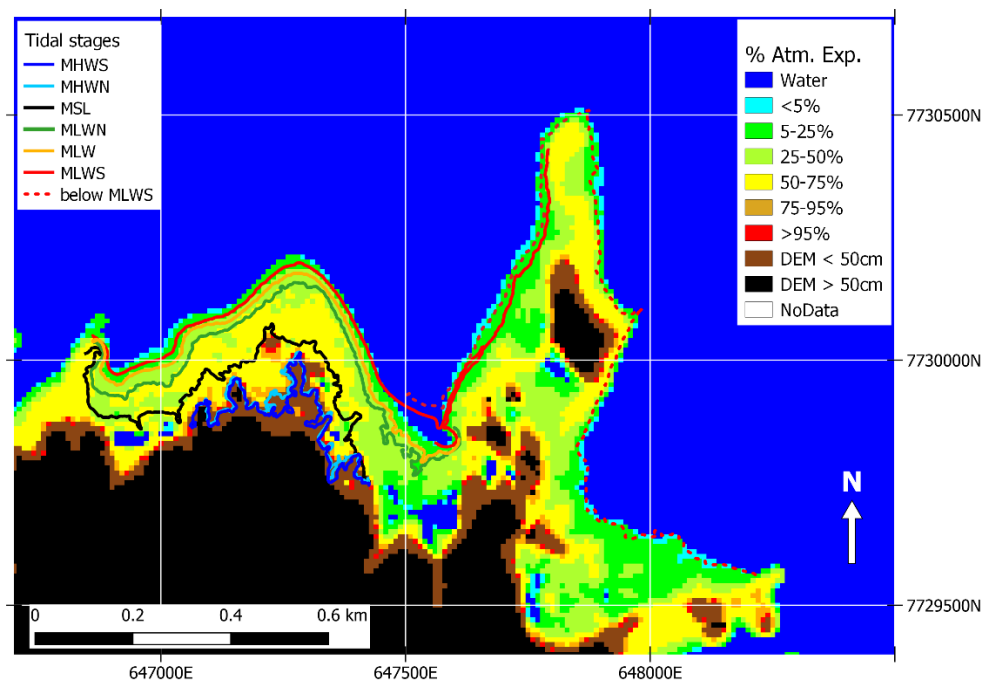 Tidal stages
MHWS
MHWN
MSL
MLWN
MLW
MLWS
below MLWS
% Atm. Exp.
Water
<5%
5-25%
25-50%
50-75%
75-95%
>95%
DEM < 50cm
DEM > 50cm
NoData
7730500N
7730000N
N
7729500N
0 0.2 0.4 0.6 km
647000E 647500E 648000E